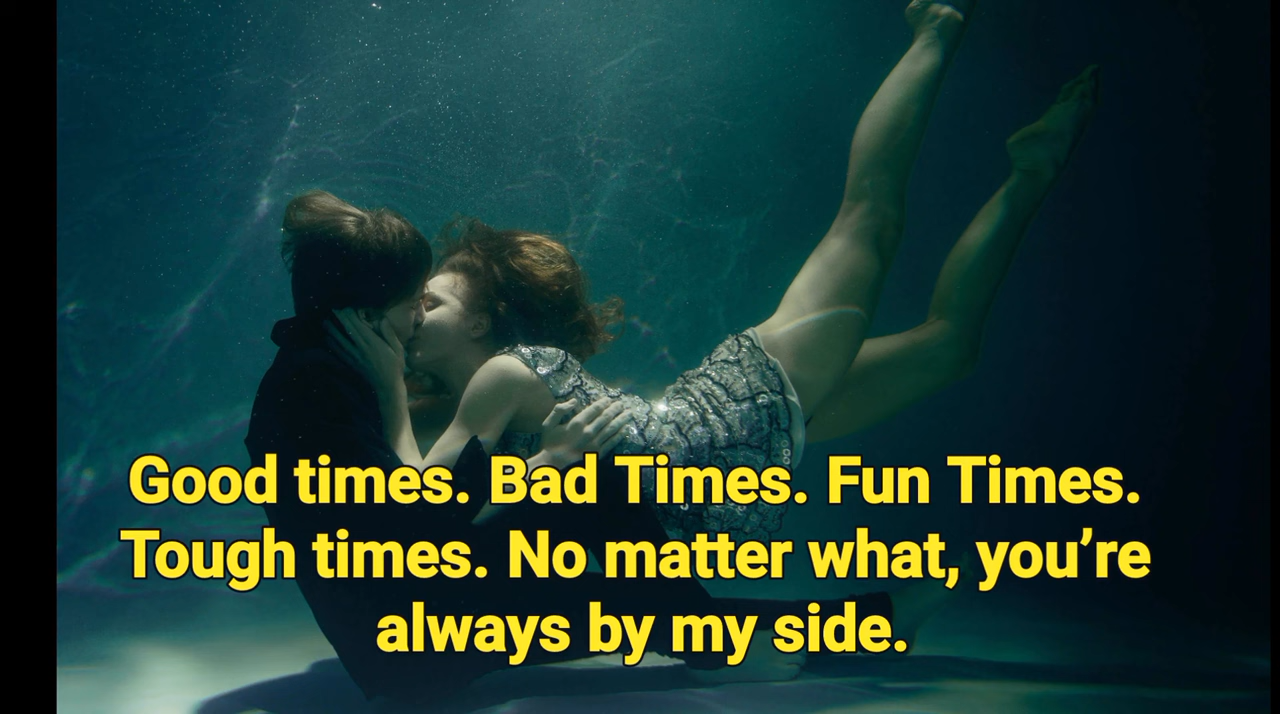 Good times. Bad Times. Fun Times.
Tough times. No matter what, you’re
always by my side.